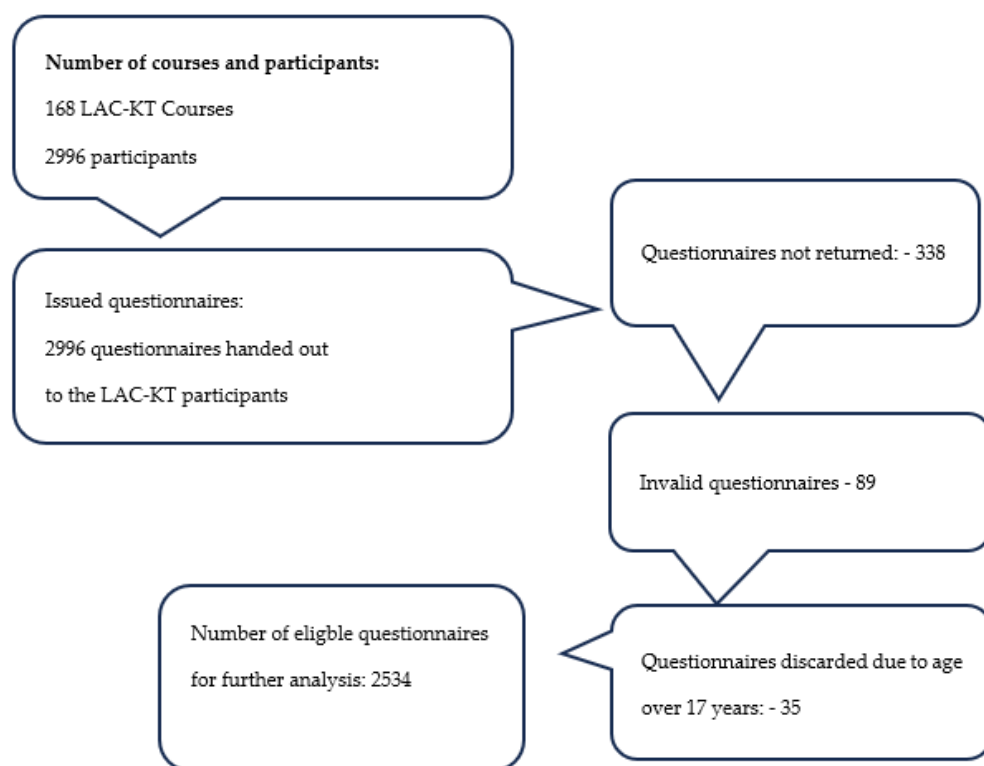 Number of courses and participants:
168 LAC-KT Courses
2996 participants
Issued questionnaires:
2996 questionnaires handed out
to the LAC-KT participants
Questionnaires not returned: - 338
Invalid questionnaires - 89
Questionnaires discarded due to age
over 17 years: - 35
Number of eligble questionnaires
for further analysis: 2534